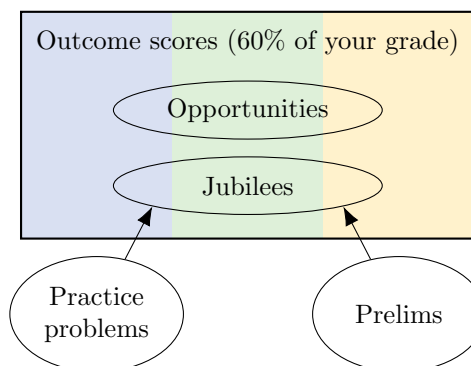 Outcome scores (60% of your grade)
Opportunities
Jubilees
Practice
problems
Prelims